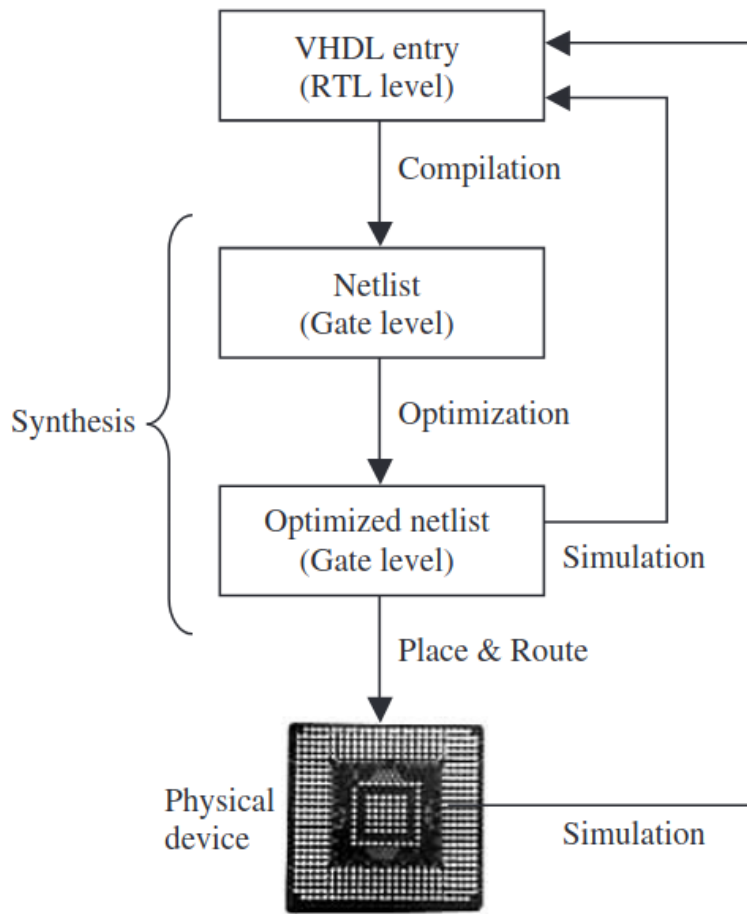 VHDL entry
(RTL level)
Compilation
Netlist
(Gate level)
Synthesis
Optimization
Optimized netlist
(Gate level)
Simulation
Place & Route
Physical
device
Simulation